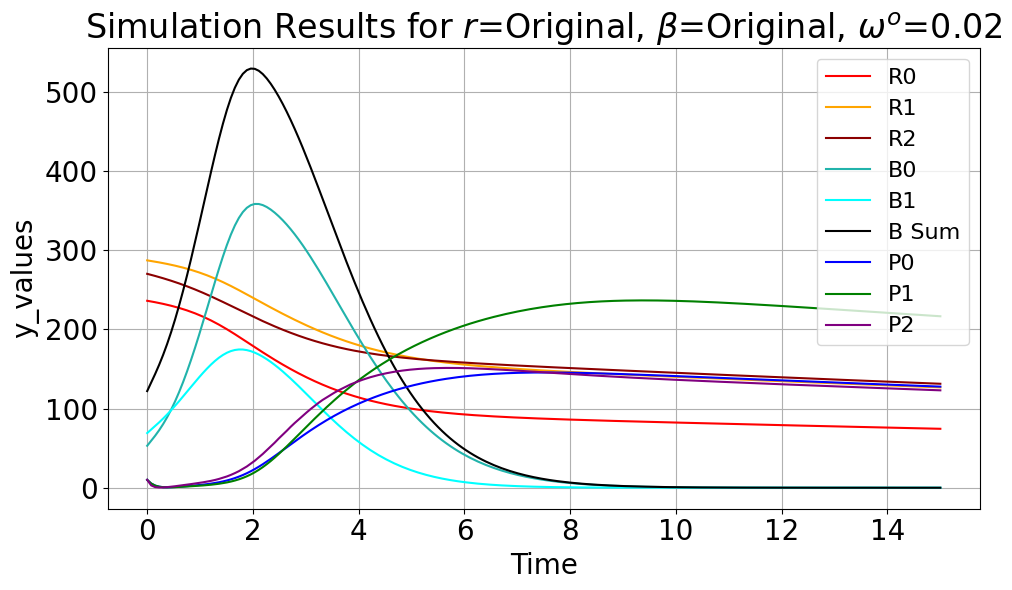 Simulation Results for r=Original, β=Original, ωᵒ=0.02
500
400
300
200
100
0
y_values
0 2 4 6 8 10 12 14
Time
R0
R1
R2
B0
B1
B Sum
P0
P1
P2